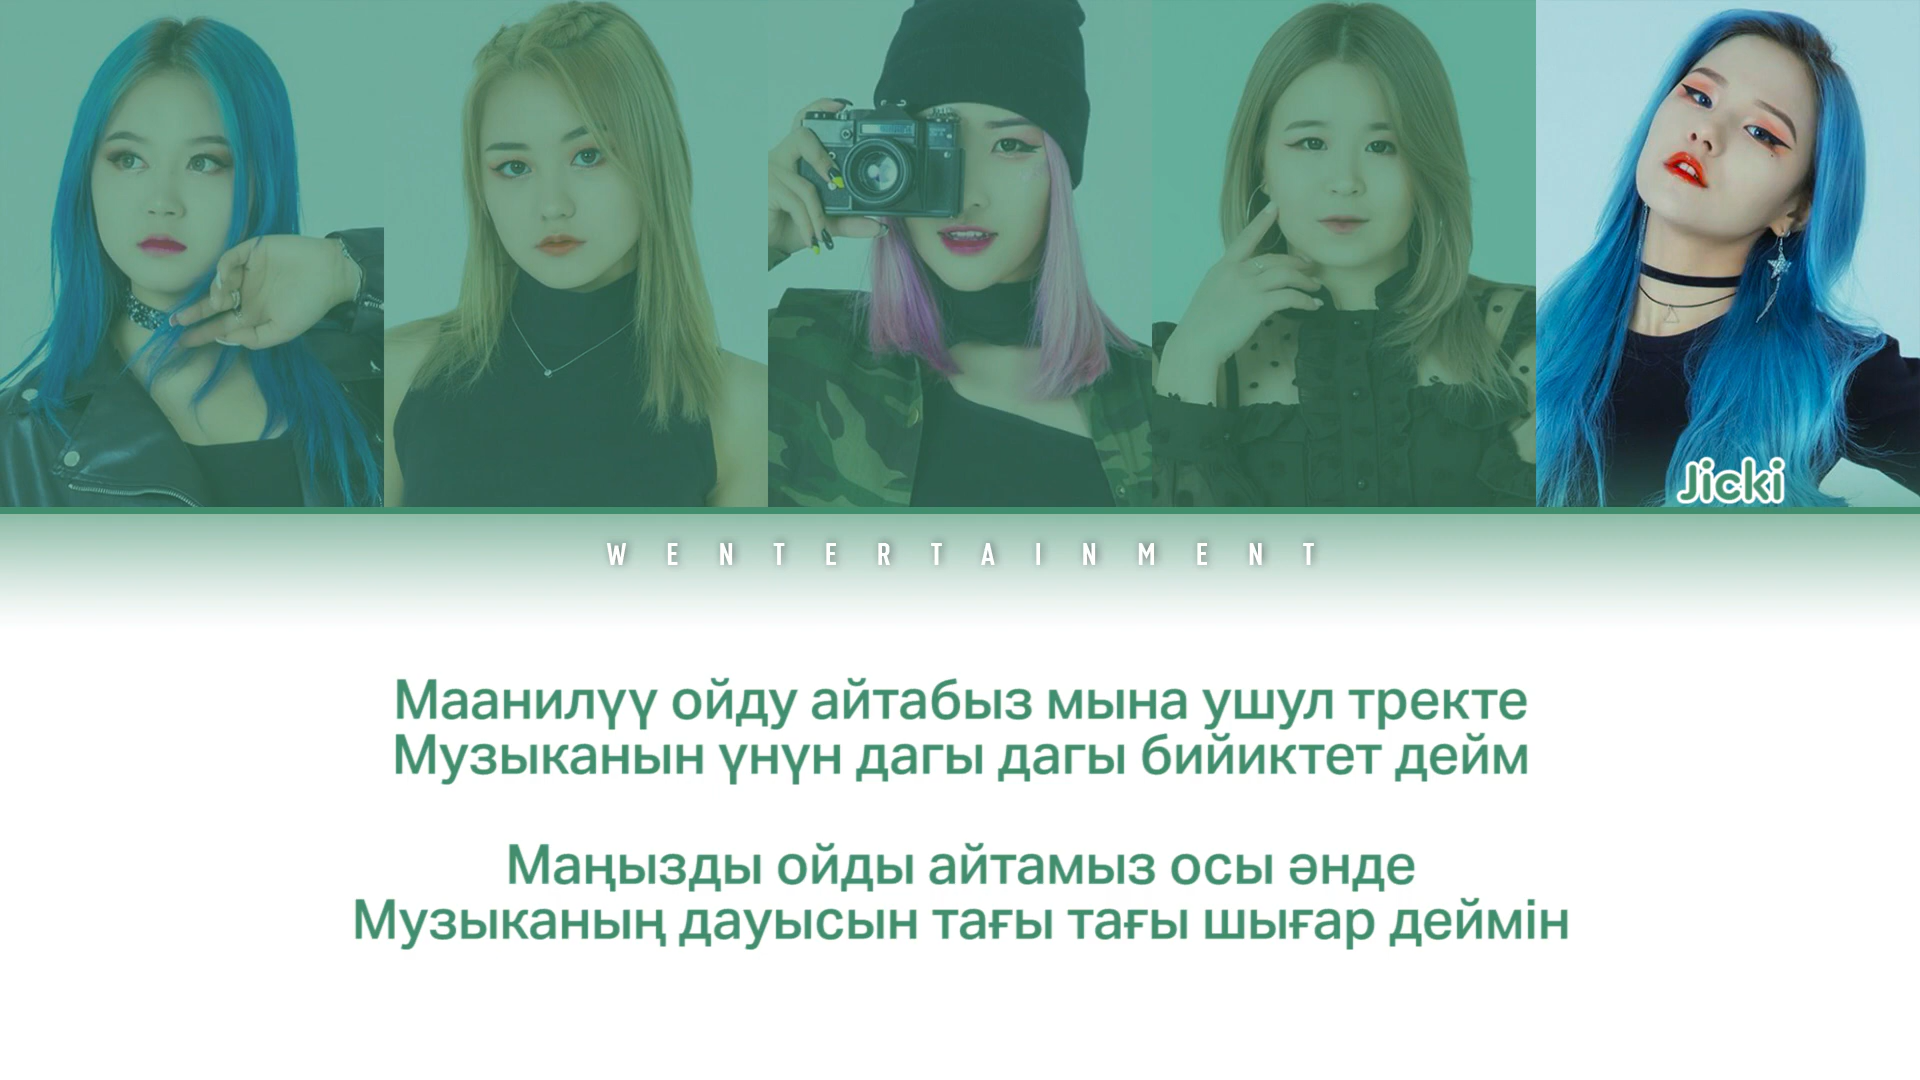 Jicki
WENTERTAINMENT
Маанилүү ойду айтабыз мына ушул тректе
Музыканын үнүн дагы дагы бийиктет дейм
Маңызды ойды айтамыз осы әнде
Музыканың дауысын тағы тағы шығар деймін